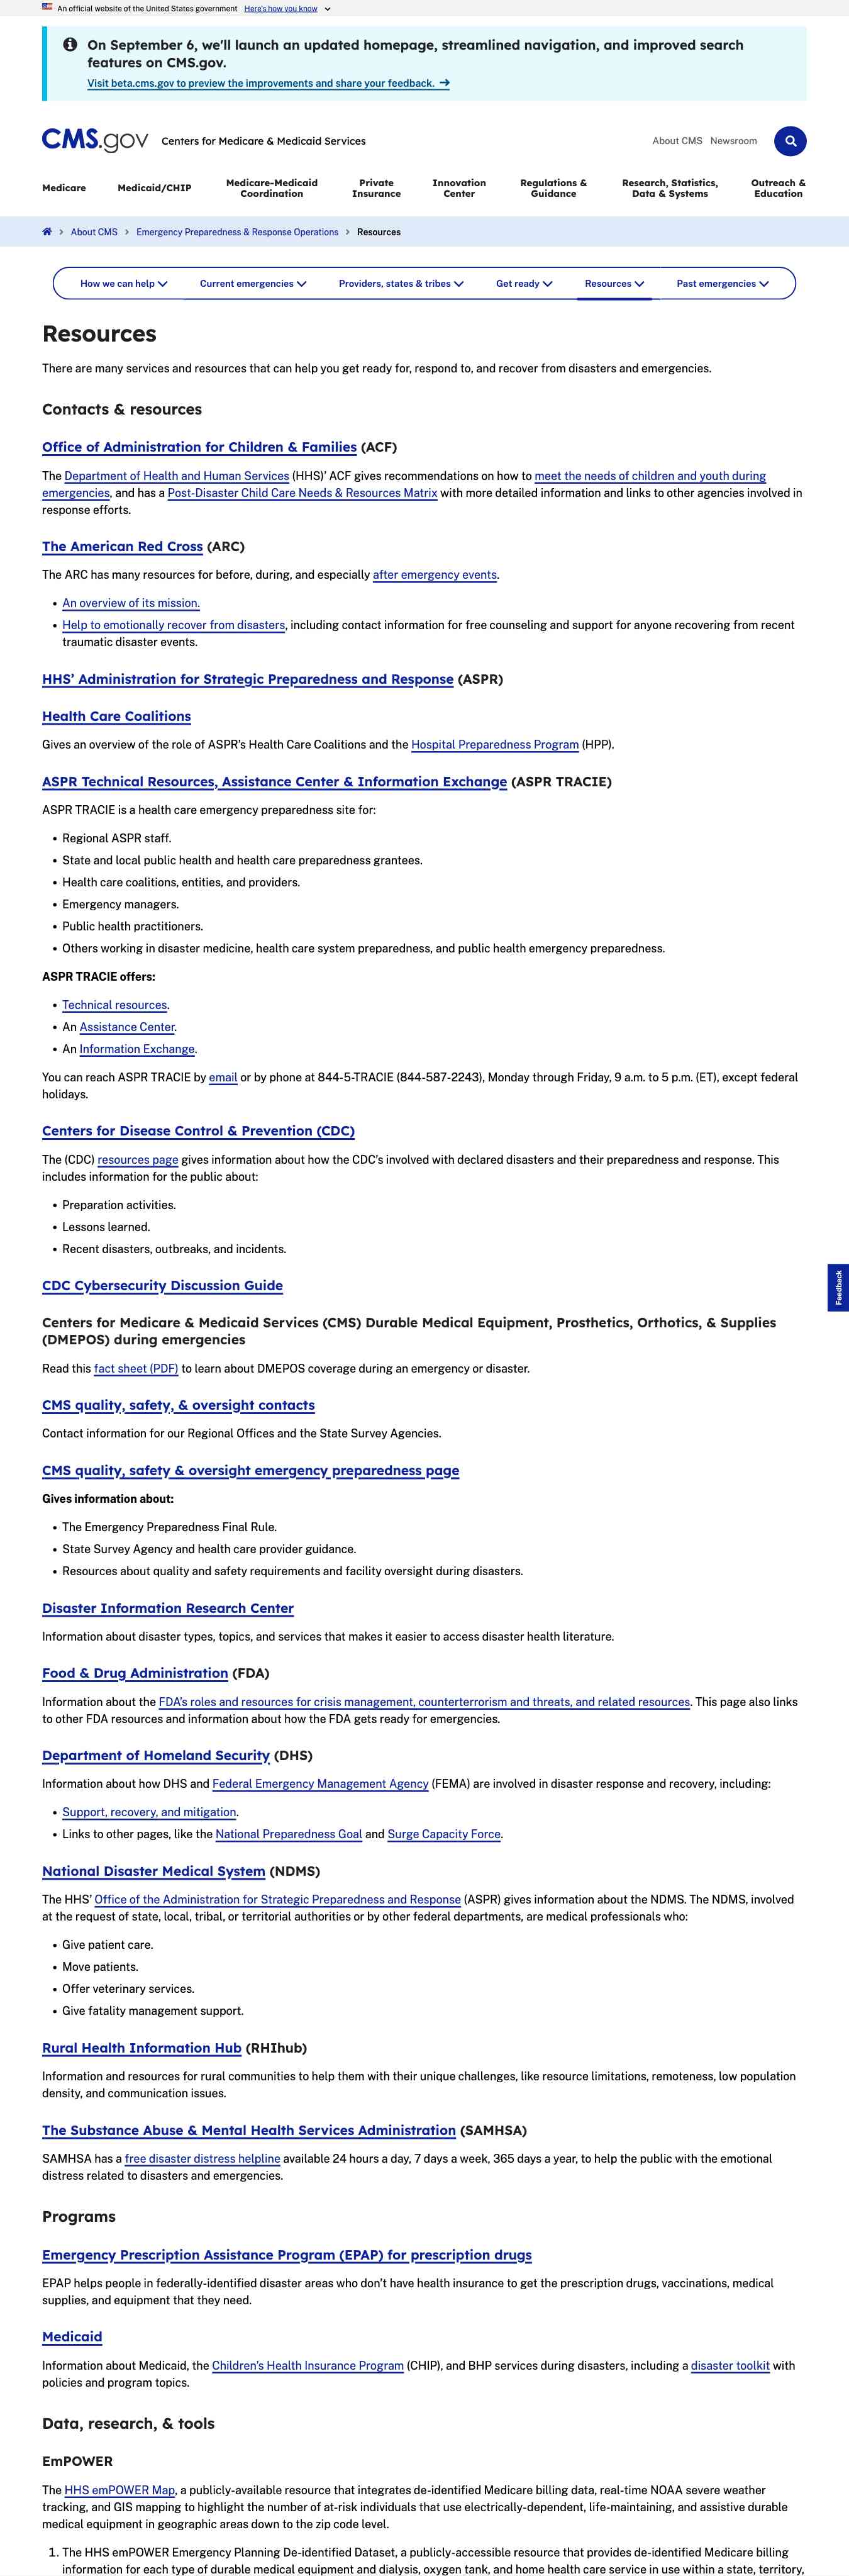 An official website of the United States government Here's how you know
On September 6, we'll launch an updated homepage, streamlined navigation, and improved search
features on CMS.gov.
Visit beta.cms.gov to preview the improvements and share your feedback.
CMS.gov Centers for Medicare & Medicaid Services
About CMS Newsroom
Medicare
Medicaid/CHIP
Medicare-Medicaid
Coordination
Private
Insurance
Innovation
Center
Regulations &
Guidance
Research, Statistics,
Data & Systems
Outreach &
Education
About CMS > Emergency Preparedness & Response Operations > Resources
How we can help Current emergencies Providers, states & tribes Get ready Resources Past emergencies
Resources
There are many services and resources that can help you get ready for, respond to, and recover from disasters and emergencies.
Contacts & resources
Office of Administration for Children & Families (ACF)
The Department of Health and Human Services (HHS)' ACF gives recommendations on how to meet the needs of children and youth during
emergencies, and has a Post-Disaster Child Care Needs & Resources Matrix with more detailed information and links to other agencies involved in
response efforts.
The American Red Cross (ARC)
The ARC has many resources for before, during, and especially after emergency events.
• An overview of its mission.
• Help to emotionally recover from disasters, including contact information for free counseling and support for anyone recovering from recent
traumatic disaster events.
HHS’ Administration for Strategic Preparedness and Response (ASPR)
Health Care Coalitions
Gives an overview of the role of ASPR’s Health Care Coalitions and the Hospital Preparedness Program (HPP).
ASPR Technical Resources, Assistance Center & Information Exchange (ASPR TRACIE)
ASPR TRACIE is a health care emergency preparedness site for:
• Regional ASPR staff.
• State and local public health and health care preparedness grantees.
• Health care coalitions, entities, and providers.
• Emergency managers.
• Public health practitioners.
• Others working in disaster medicine, health care system preparedness, and public health emergency preparedness.
ASPR TRACIE offers:
• Technical resources.
• An Assistance Center.
• An Information Exchange.
You can reach ASPR TRACIE by email or by phone at 844-5-TRACIE (844-587-2243), Monday through Friday, 9 a.m. to 5 p.m. (ET), except federal
holidays.
Centers for Disease Control & Prevention (CDC)
The (CDC) resources page gives information about how the CDC’s involved with declared disasters and their preparedness and response. This
includes information for the public about:
• Preparation activities.
• Lessons learned.
• Recent disasters, outbreaks, and incidents.
Feedback
CDC Cybersecurity Discussion Guide
Centers for Medicare & Medicaid Services (CMS) Durable Medical Equipment, Prosthetics, Orthotics, & Supplies
(DMEPOS) during emergencies
Read this fact sheet (PDF) to learn about DMEPOS coverage during an emergency or disaster.
CMS quality, safety, & oversight contacts
Contact information for our Regional Offices and the State Survey Agencies.
CMS quality, safety & oversight emergency preparedness page
Gives information about:
• The Emergency Preparedness Final Rule.
• State Survey Agency and health care provider guidance.
• Resources about quality and safety requirements and facility oversight during disasters.
Disaster Information Research Center
Information about disaster types, topics, and services that makes it easier to access disaster health literature.
Food & Drug Administration (FDA)
Information about the FDA’s roles and resources for crisis management, counterterrorism and threats, and related resources. This page also links
to other FDA resources and information about how the FDA gets ready for emergencies.
Department of Homeland Security (DHS)
Information about how DHS and Federal Emergency Management Agency (FEMA) are involved in disaster response and recovery, including:
• Support, recovery, and mitigation.
• Links to other pages, like the National Preparedness Goal and Surge Capacity Force.
National Disaster Medical System (NDMS)
The HHS’ Office of the Administration for Strategic Preparedness and Response (ASPR) gives information about the NDMS. The NDMS, involved
at the request of state, local, tribal, or territorial authorities or by other federal departments, are medical professionals who:
• Give patient care.
• Move patients.
• Offer veterinary services.
• Give fatality management support.
Rural Health Information Hub (RHIhub)
Information and resources for rural communities to help them with their unique challenges, like resource limitations, remoteness, low population
density, and communication issues.
The Substance Abuse & Mental Health Services Administration (SAMHSA)
SAMHSA has a free disaster distress helpline available 24 hours a day, 7 days a week, 365 days a year, to help the public with the emotional
distress related to disasters and emergencies.
Programs
Emergency Prescription Assistance Program (EPAP) for prescription drugs
EPAP helps people in federally-identified disaster areas who don’t have health insurance to get the prescription drugs, vaccinations, medical
supplies, and equipment that they need.
Medicaid
Information about Medicaid, the Children’s Health Insurance Program (CHIP), and BHP services during disasters, including a disaster toolkit with
policies and program topics.
Data, research, & tools
EmPOWER
The HHS emPOWER Map, a publicly-available resource that integrates de-identified Medicare billing data, real-time NOAA severe weather
tracking, and GIS mapping to highlight the number of at-risk individuals that use electrically-dependent, life-maintaining, and assistive durable
medical equipment in geographic areas down to the zip code level.
1. The HHS emPOWER Emergency Planning De-identified Dataset, a publicly-accessible resource that provides de-identified Medicare billing
information for each type of durable medical equipment and dialysis, oxygen tank, and home health care service in use within a state, territory,